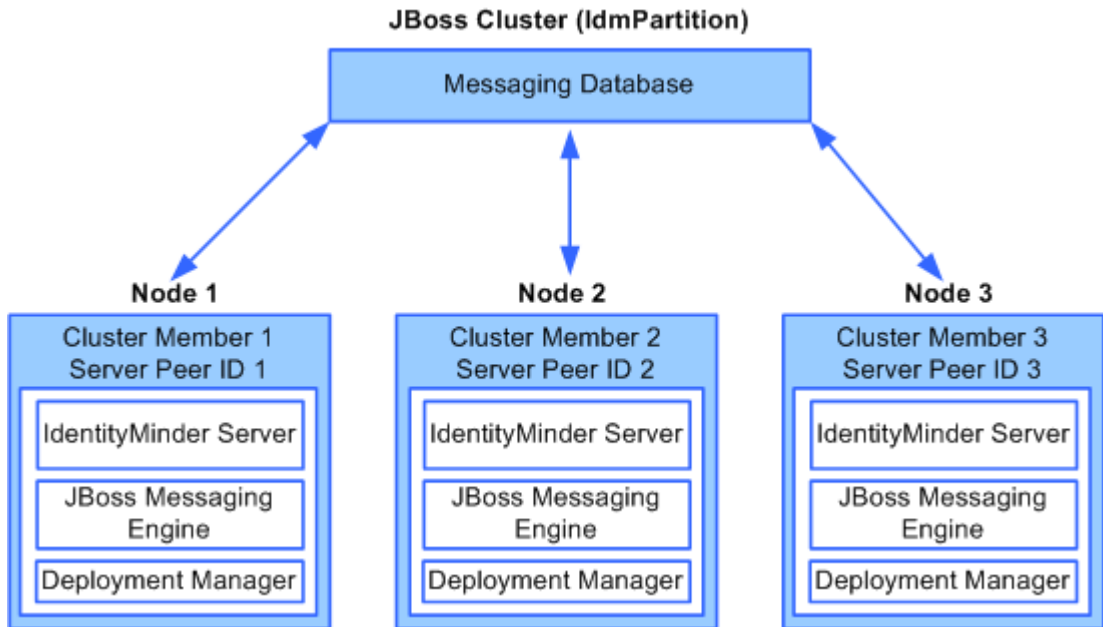 JBoss Cluster (IdmPartition)
Messaging Database
Node 1
Cluster Member 1
Server Peer ID 1
IdentityMinder Server
JBoss Messaging
Engine
Deployment Manager
Node 2
Cluster Member 2
Server Peer ID 2
IdentityMinder Server
JBoss Messaging
Engine
Deployment Manager
Node 3
Cluster Member 3
Server Peer ID 3
IdentityMinder Server
JBoss Messaging
Engine
Deployment Manager